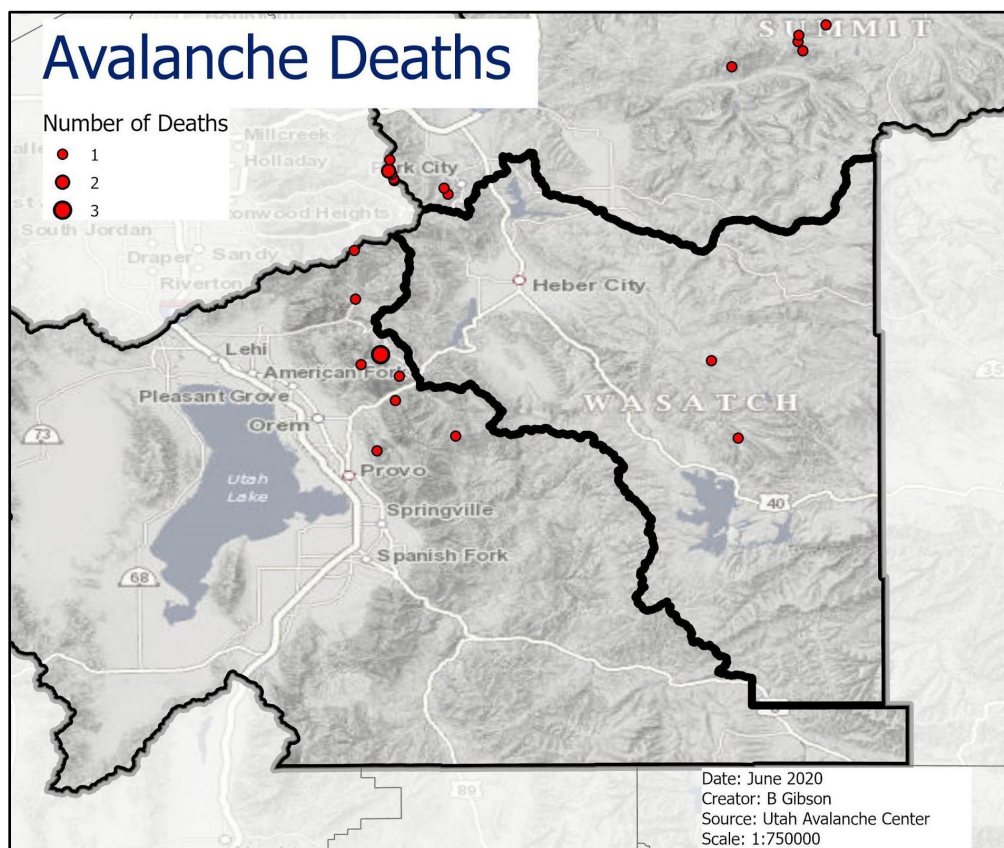 Avalanche Deaths
Number of Deaths
1
2
3
SUMMIT
Millcreek
Holladay
Park City
tonwood Heights
South Jordan
Draper
Sandy
Riverton
Heber City
Lehi
American Fork
Pleasant Grove
Orem
WASATCH
35
73
Provo
Utah
Lake
40
Springville
Spanish Fork
68
89
Date: June 2020
Creator: B Gibson
Source: Utah Avalanche Center
Scale: 1:750000